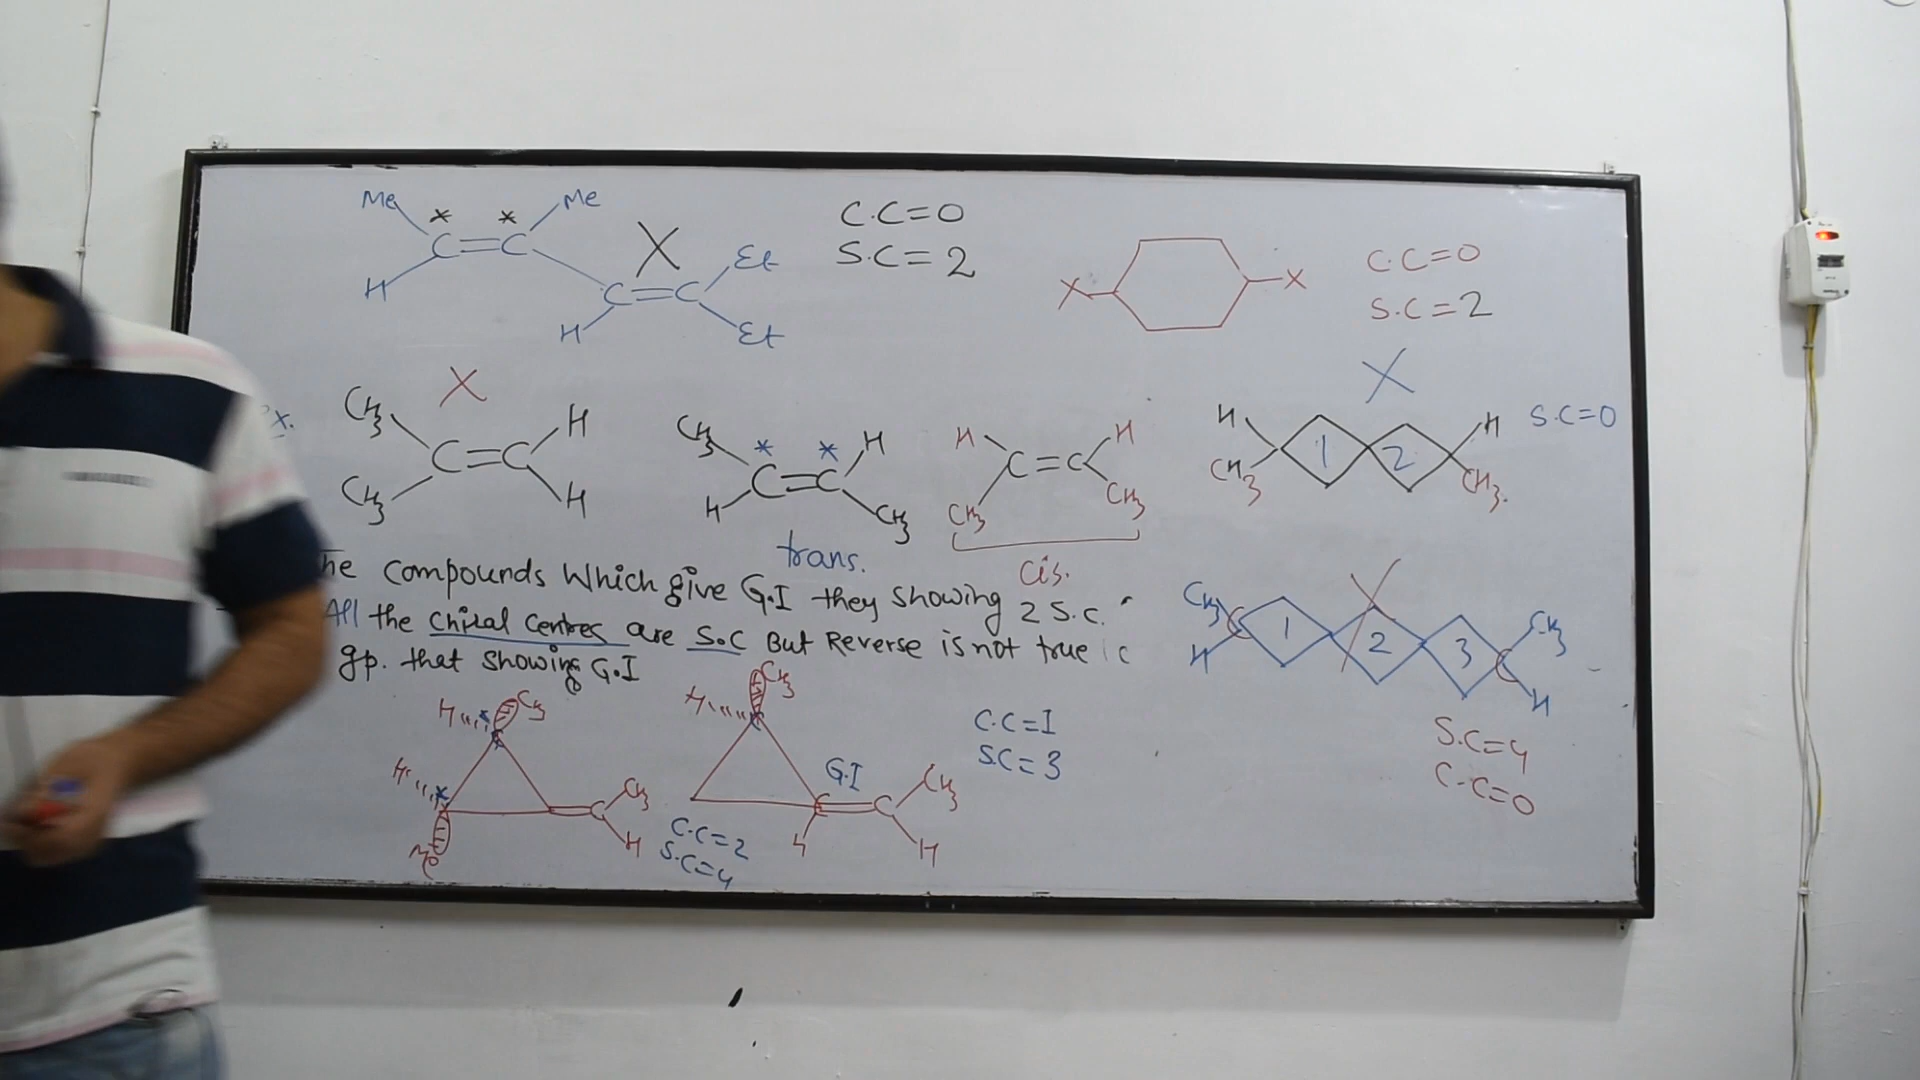 Me * * Me
C=C X Et
H C=C
H Et
C.C=0
S.C=2
X X
C.C=0
S.C=2
X
CH3 H
C=C
CH3 H
CH3 * * H
C=C
H CH3
trans.
H H
C=C
CH3 CH3
cis.
X
H H S.C=0
1 2
CH3 CH3.
he compounds Which give G.I they showing 2 S.C.
All the chiral centres are S.C But Reverse is not true
gp. that showing G.I
CH3 CH3
C 1 2 3 C
H H
S.C=4
C.C=0
H CH3
H * CH3
* C H
Me
C.C=2
S.C=4
H CH3
G.I CH3
C=C
H
C.C=1
S.C=3